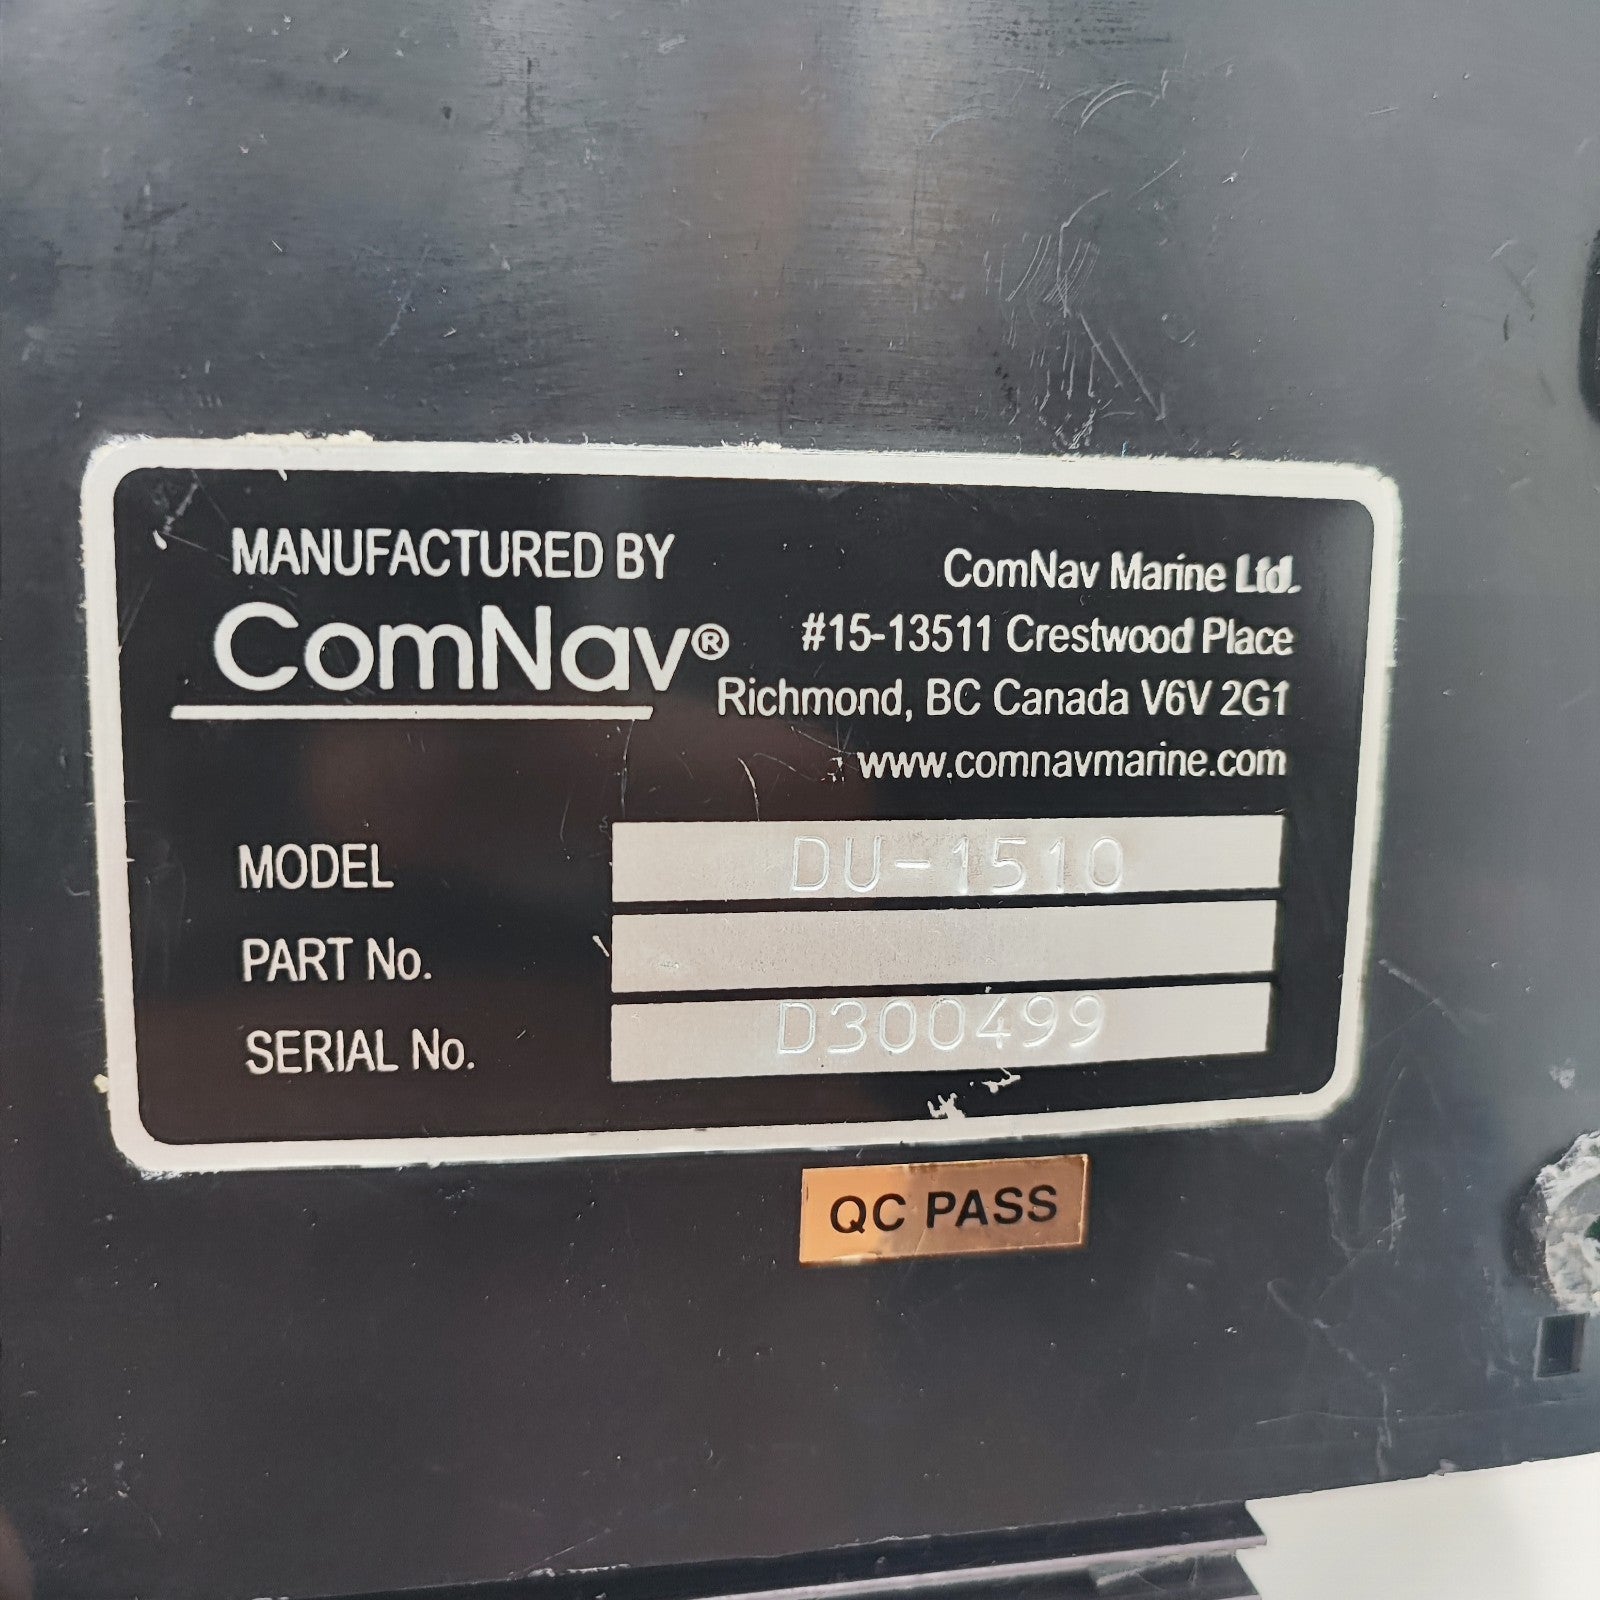 MANUFACTURED BY
ComNav®
ComNav Marine Ltd.
#15-13511 Crestwood Place
Richmond, BC Canada V6V 2G1
www.comnavmarine.com
MODEL DU-1510
PART No.
SERIAL No. D300499
QC PASS